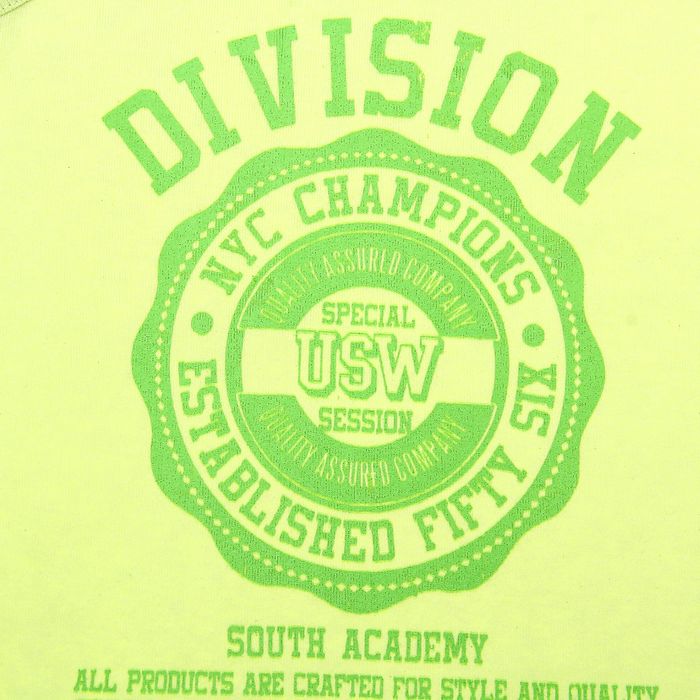 DIVISION
NYC CHAMPIONS
QUALITY ASSURED COMPANY
SPECIAL
USW
SESSION
QUALITY ASSURED COMPANY
ESTABLISHED FIFTY SIX
SOUTH ACADEMY
ALL PRODUCTS ARE CRAFTED FOR STYLE AND QUALITY